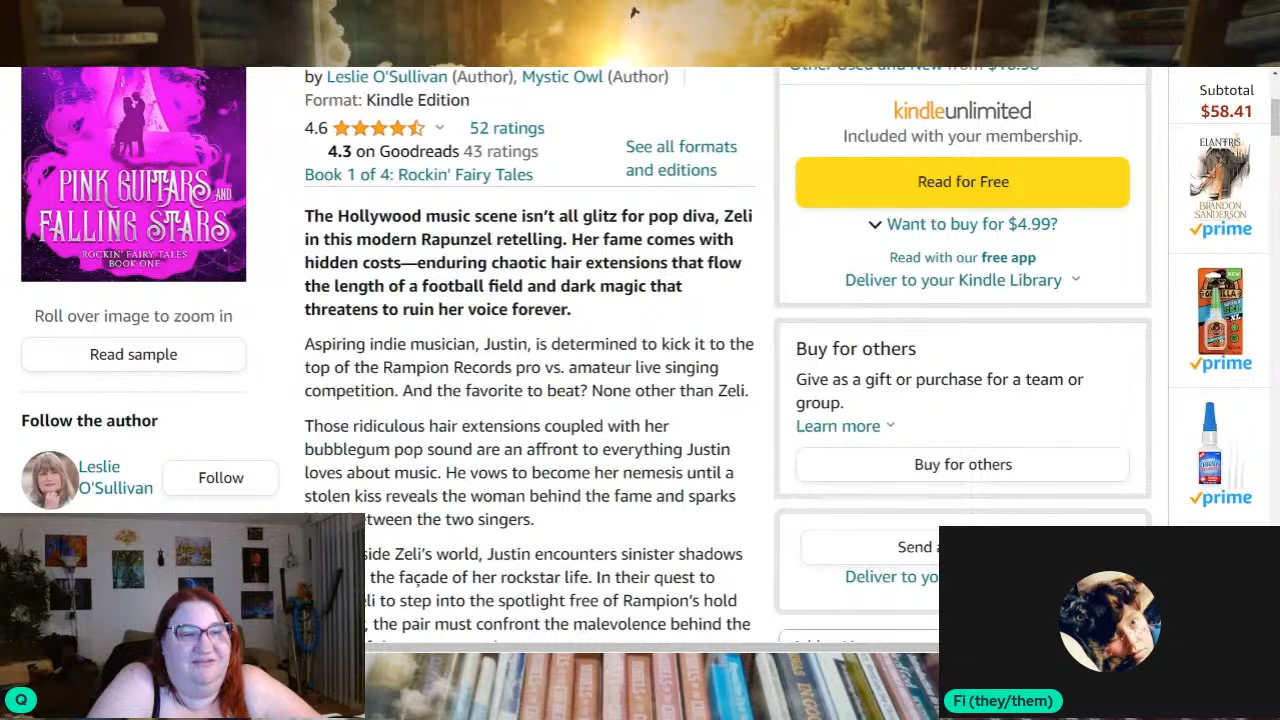 by Leslie O'Sullivan (Author), Mystic Owl (Author)
Format: Kindle Edition
4.6 52 ratings
4.3 on Goodreads 43 ratings
Book 1 of 4: Rockin' Fairy Tales
See all formats
and editions
PINK GUITARS AND
FALLING STARS
ROCKIN' FAIRY TALES
BOOK ONE
Roll over image to zoom in
Read sample
Follow the author
Leslie
O'Sullivan
Follow
The Hollywood music scene isn't all glitz for pop diva, Zeli
in this modern Rapunzel retelling. Her fame comes with
hidden costs—enduring chaotic hair extensions that flow
the length of a football field and dark magic that
threatens to ruin her voice forever.
Aspiring indie musician, Justin, is determined to kick it to the
top of the Rampion Records pro vs. amateur live singing
competition. And the favorite to beat? None other than Zeli.
Those ridiculous hair extensions coupled with her
bubblegum pop sound are an affront to everything Justin
loves about music. He vows to become her nemesis until a
stolen kiss reveals the woman behind the fame and sparks
between the two singers.
Zeli's world, Justin encounters sinister shadows
the façade of her rockstar life. In their quest to
to step into the spotlight free of Rampion's hold
, the pair must confront the malevolence behind the
kindleunlimited
Included with your membership.
Read for Free
Want to buy for $4.99?
Read with our free app
Deliver to your Kindle Library
Buy for others
Give as a gift or purchase for a team or
group.
Learn more
Buy for others
Send
Deliver to
Subtotal
$58.41
ELANTRIS
BRANDON
SANDERSON
prime
GORILLA
prime
prime
Q
Fi (they/them)